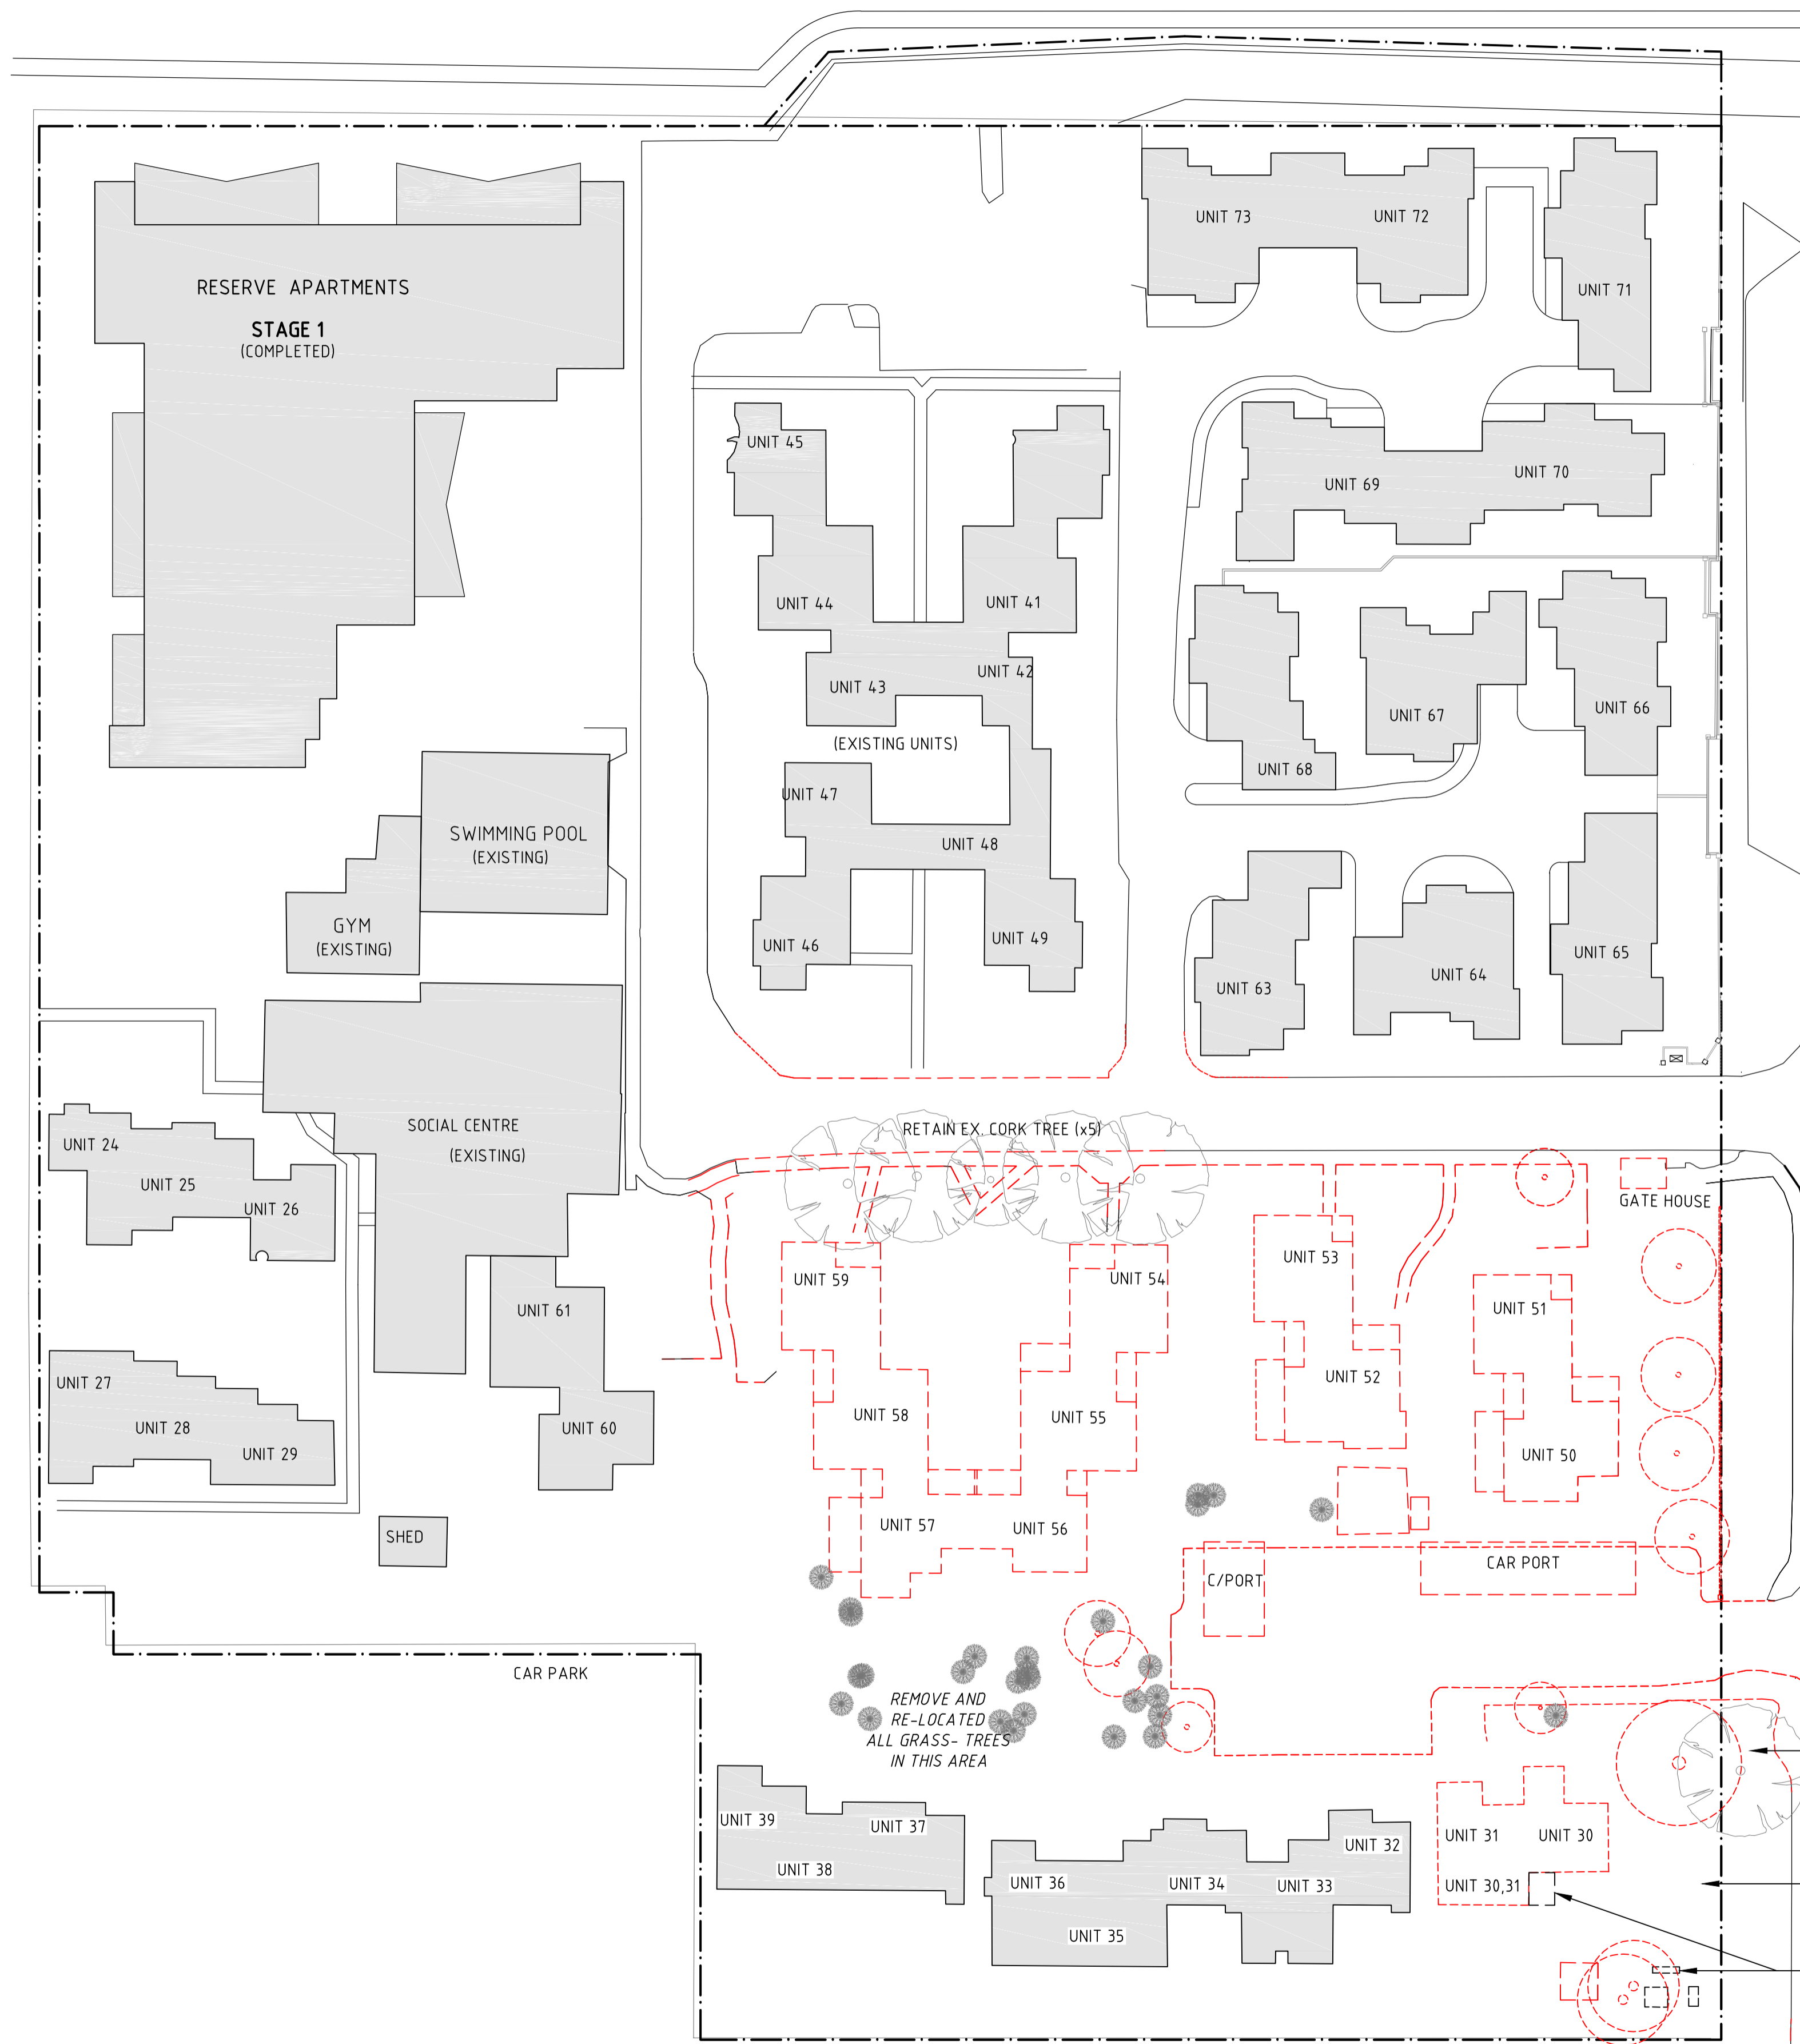 UNIT 73
UNIT 72
UNIT 71
RESERVE APARTMENTS
STAGE 1
(COMPLETED)
UNIT 45
UNIT 69
UNIT 70
UNIT 44
UNIT 41
UNIT 42
UNIT 43
UNIT 67
UNIT 66
(EXISTING UNITS)
UNIT 68
UNIT 47
SWIMMING POOL
(EXISTING)
UNIT 48
GYM
(EXISTING)
UNIT 46
UNIT 49
UNIT 63
UNIT 64
UNIT 65
SOCIAL CENTRE
(EXISTING)
RETAIN EX. CORK TREE (x5)
UNIT 24
UNIT 25
UNIT 26
GATE HOUSE
UNIT 59
UNIT 54
UNIT 53
UNIT 61
UNIT 51
UNIT 27
UNIT 28
UNIT 29
UNIT 60
UNIT 58
UNIT 55
UNIT 52
UNIT 50
SHED
UNIT 57
UNIT 56
C/PORT
CAR PORT
CAR PARK
REMOVE AND
RE-LOCATED
ALL GRASS- TREES
IN THIS AREA
UNIT 39
UNIT 37
UNIT 38
UNIT 36
UNIT 34
UNIT 33
UNIT 32
UNIT 35
UNIT 31
UNIT 30
UNIT 30,31